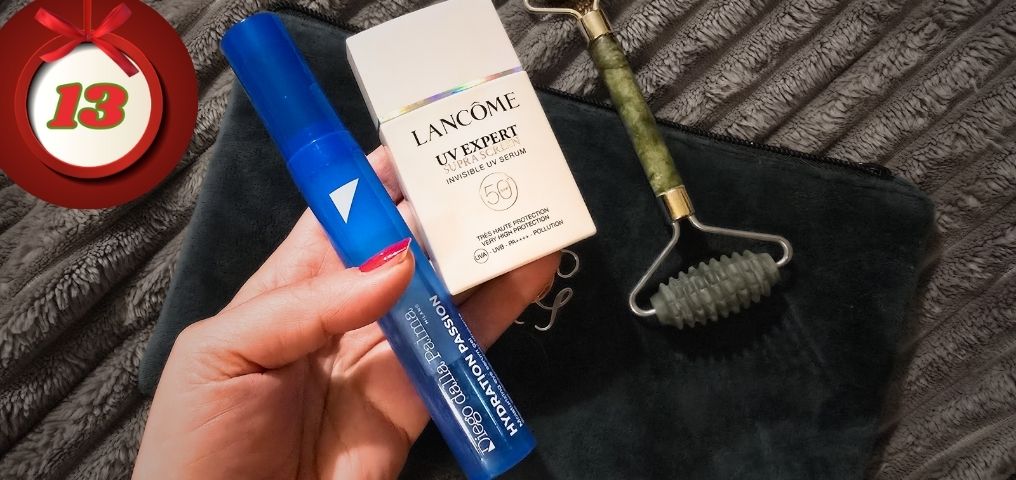 13
LANCÔME
UV EXPERT
SUPRA SCREEN
INVISIBLE UV SERUM
50
TRÈS HAUTE PROTECTION
VERY HIGH PROTECTION
UVA - UVB - PA++++ - POLLUTION
Diego dalla Palma
MILANO
HYDRATION PASSION